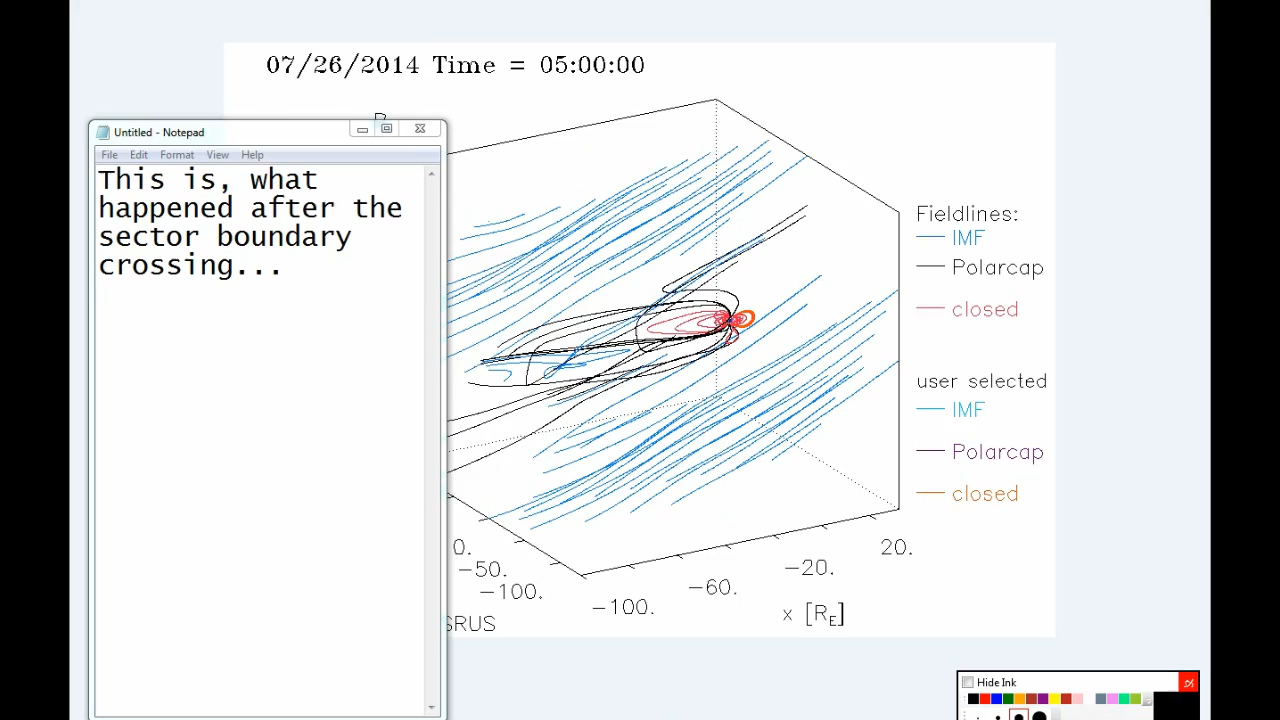 07/26/2014 Time = 05:00:00
Untitled - Notepad
File Edit Format View Help
This is, what
happened after the
sector boundary
crossing...
Fieldlines:
IMF
Polarcap
closed
user selected
IMF
Polarcap
closed
0.
-50.
-100.
-100.
-60.
-20.
20.
x [RE]
SRUS
Hide Ink